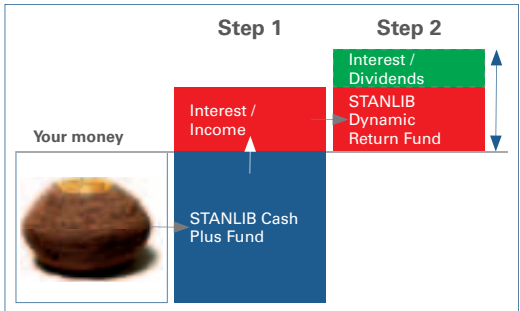 Step 1
Step 2
Your money
Interest /
Income
STANLIB Cash
Plus Fund
Interest /
Dividends
STANLIB
Dynamic
Return Fund